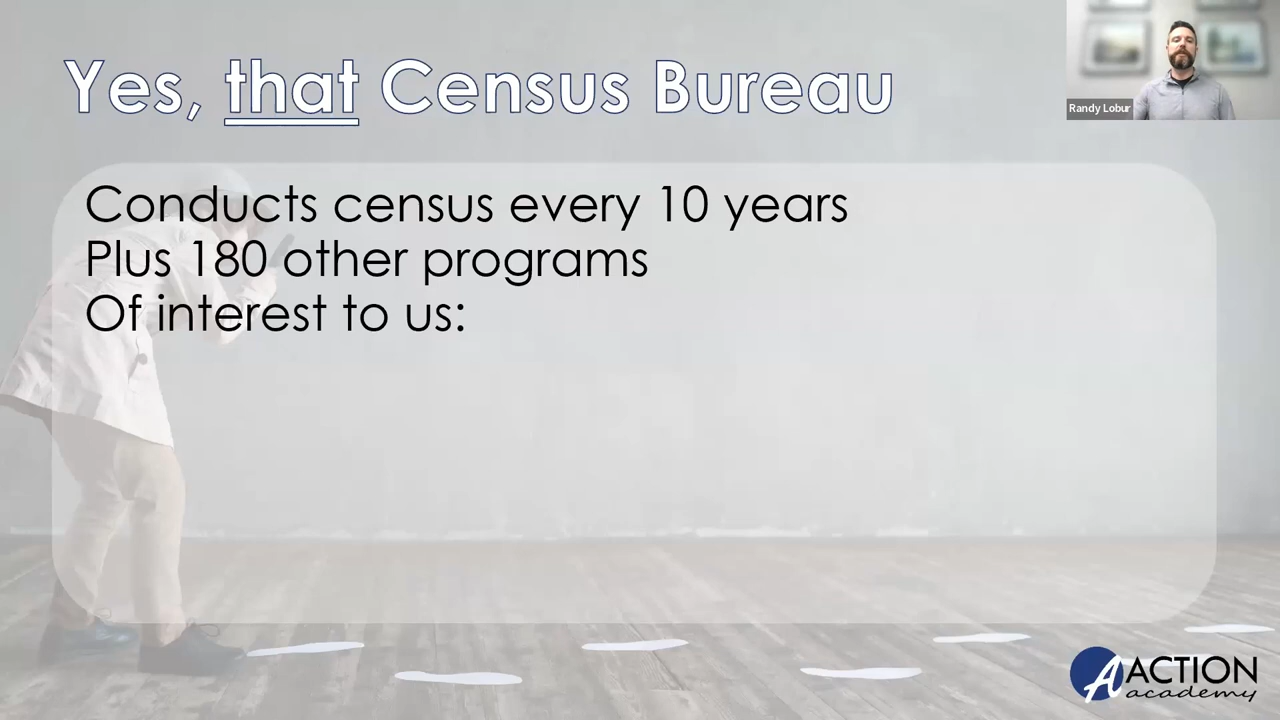 Yes, that Census Bureau
Randy Lobur
Conducts census every 10 years
Plus 180 other programs
Of interest to us:
A ACTION
academy